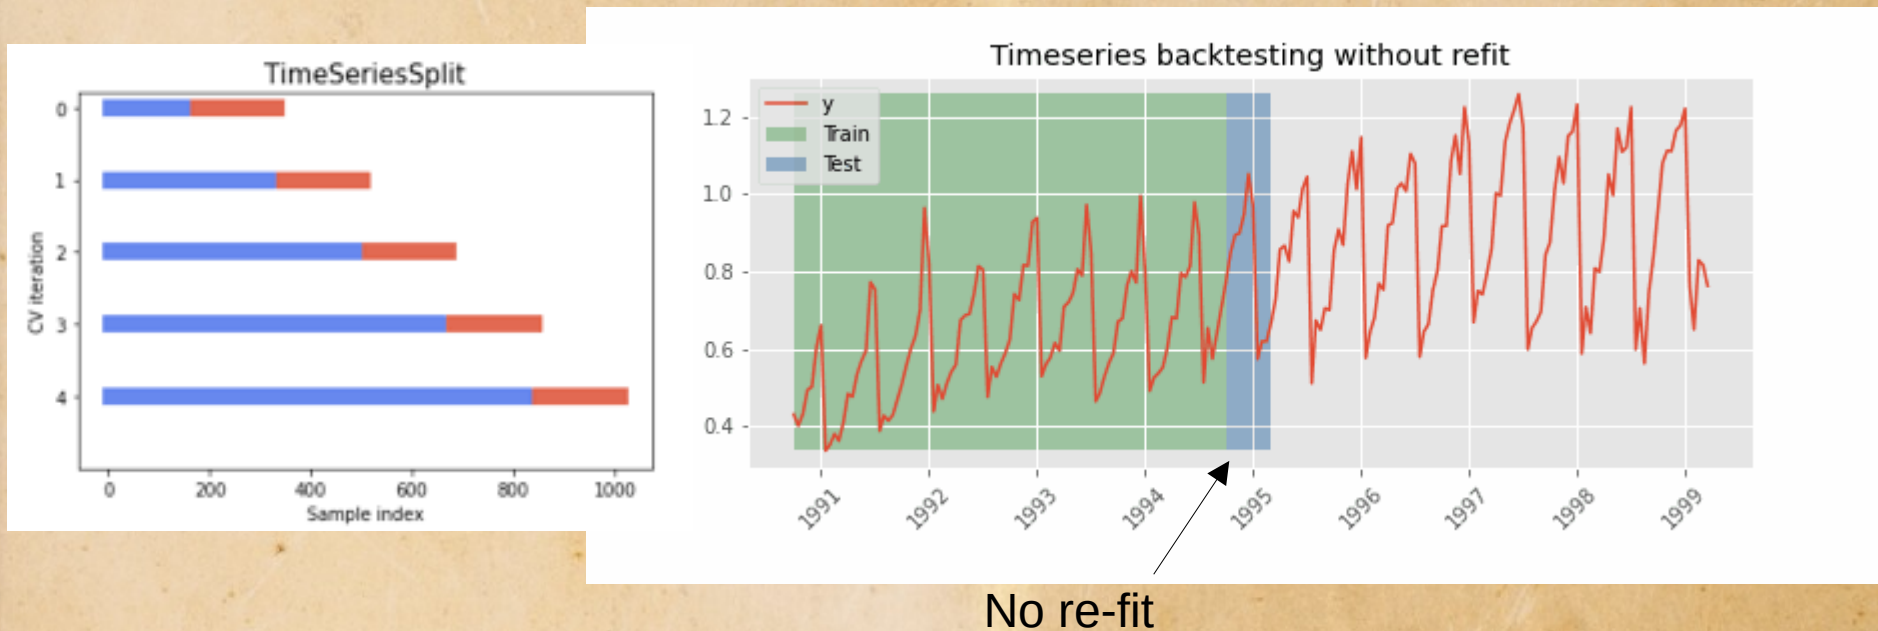 TimeSeriesSplit
0
1
2
3
4
CV iteration
0 200 400 600 800 1000
Sample index
Timeseries backtesting without refit
y
Train
Test
1.2
1.0
0.8
0.6
0.4
1991 1992 1993 1994 1995 1996 1997 1998 1999
No re-fit